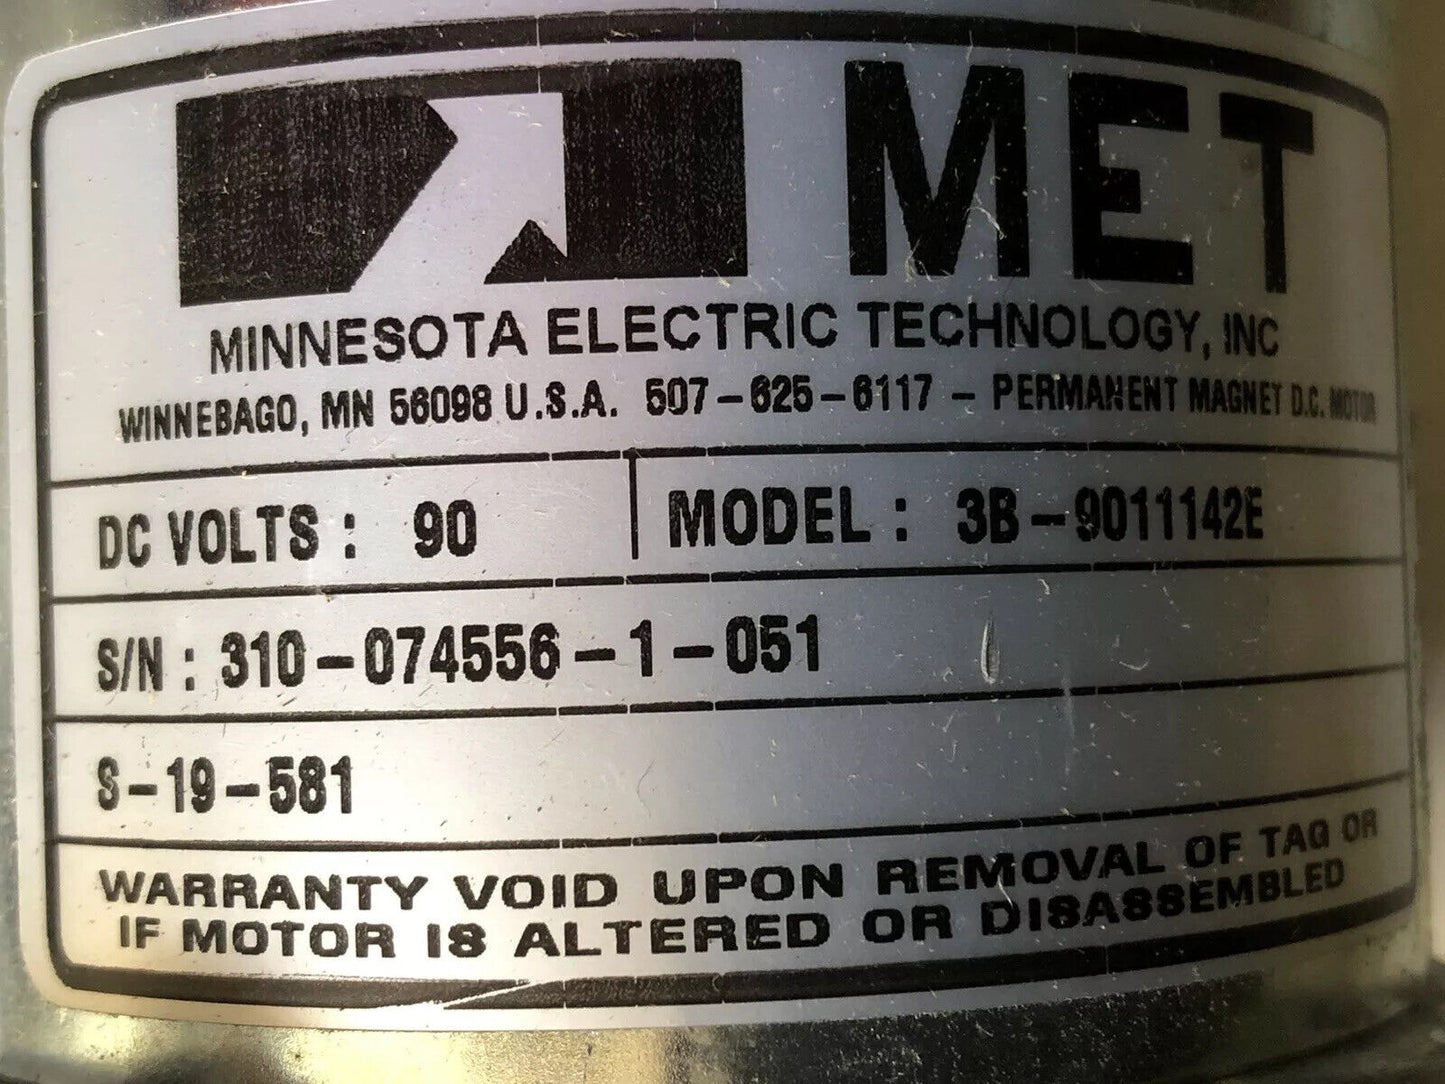 MET
MINNESOTA ELECTRIC TECHNOLOGY, INC
WINNEBAGO, MN 56098 U.S.A. 507-625-6117 - PERMANENT MAGNET D.C. MOTOR
DC VOLTS : 90 MODEL : 3B-9011142E
S/N : 310-074556-1-051
S-19-581
WARRANTY VOID UPON REMOVAL OF TAG OR
IF MOTOR IS ALTERED OR DISASSEMBLED